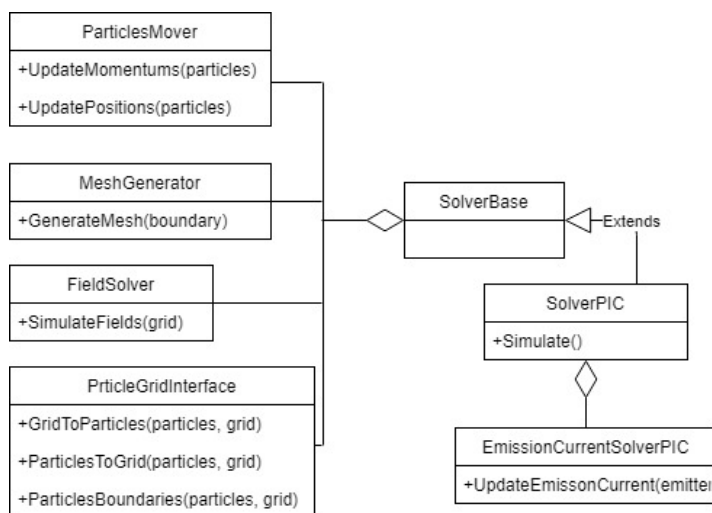 ParticlesMover
+UpdateMomentums(particles)
+UpdatePositions(particles)
MeshGenerator
+GenerateMesh(boundary)
FieldSolver
+SimulateFields(grid)
PrticleGridInterface
+GridToParticles(particles, grid)
+ParticlesToGrid(particles, grid)
+ParticlesBoundaries(particles, grid)
SolverBase
Extends
SolverPIC
+Simulate()
EmissionCurrentSolverPIC
+UpdateEmissonCurrent(emitter